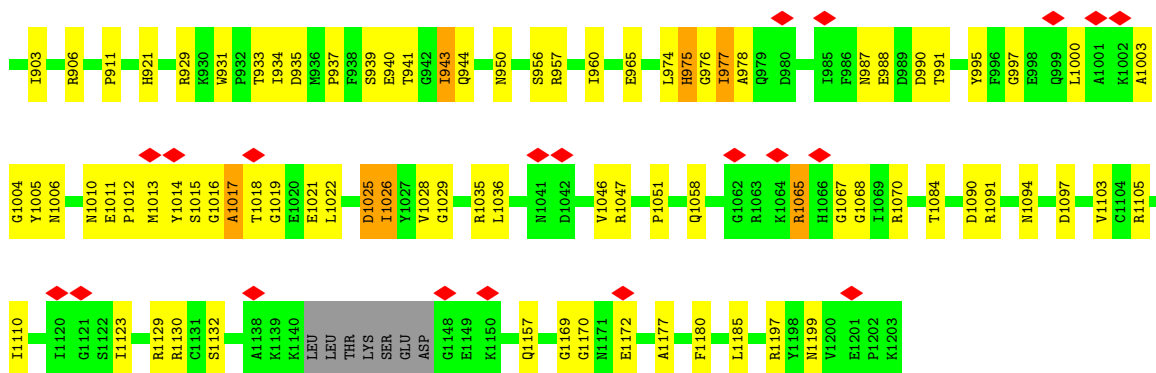 I903 R906 P911 H921 R929 K930 W931 P932 T933 I934 D935 M936 P937 F938 S939 E940 T941 G942 I943 Q944 N950 S956 R957 I960 E965 L974 H975 G976 I977 A978 Q979 D980 I985 F986 N987 E988 D989 D990 T991 Y995 F996 G997 E998 Q999 L1000 A1001 K1002 A1003
G1004 Y1005 N1006 N1010 E1011 P1012 M1013 Y1014 S1015 G1016 A1017 T1018 G1019 E1020 E1021 L1022 D1025 I1026 Y1027 V1028 G1029 R1035 L1036 N1041 D1042 V1046 R1047 P1051 Q1058 G1062 R1063 K1064 R1065 H1066 G1067 G1068 I1069 R1070 T1084 D1090 R1091 N1094 D1097 V1103 C1104 R1105
I1110 I1120 G1121 S1122 I1123 R1129 R1130 C1131 S1132 A1138 K1139 K1140 LEU LEU THR LYS SER GLU ASP G1148 E1149 K1150 Q1157 G1169 G1170 N1171 E1172 A1177 F1180 L1185 R1197 Y1198 N1199 V1200 E1201 P1202 K1203